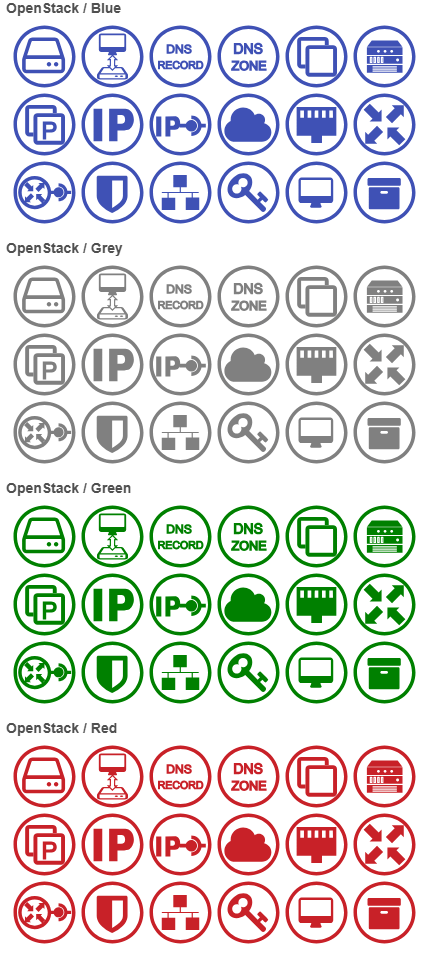 OpenStack / Blue
DNS RECORD
DNS ZONE
P
IP
IP
OpenStack / Grey
DNS RECORD
DNS ZONE
P
IP
IP
OpenStack / Green
DNS RECORD
DNS ZONE
P
IP
IP
OpenStack / Red
DNS RECORD
DNS ZONE
P
IP
IP